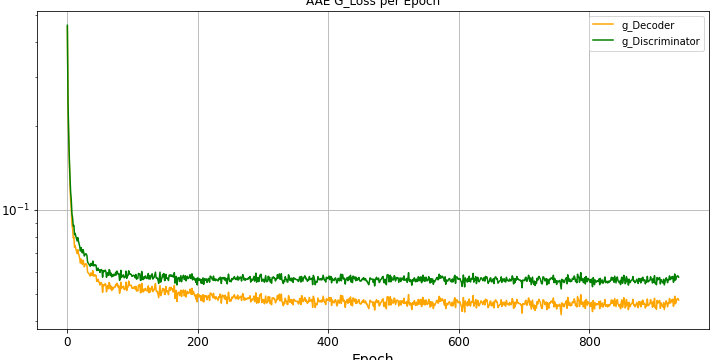 AAE G_Loss per Epoch
g_Decoder
g_Discriminator
10⁻¹
0 200 400 600 800
Epoch